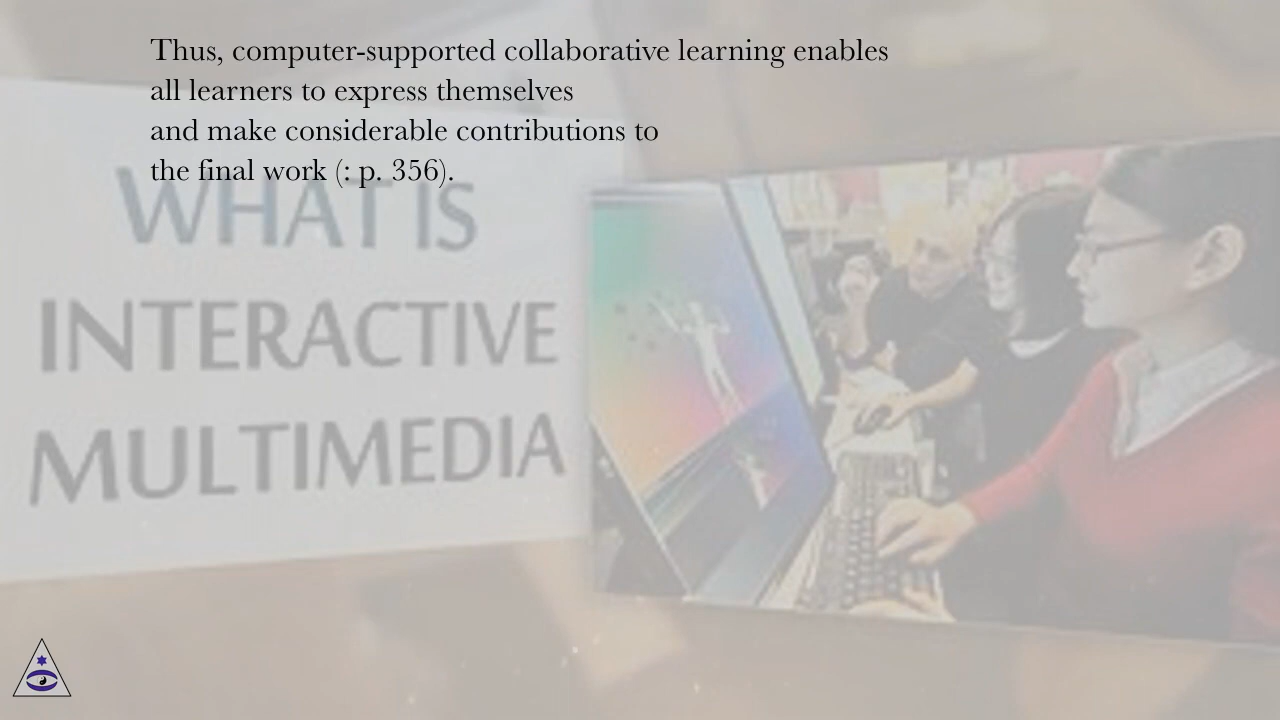 Thus, computer-supported collaborative learning enables
all learners to express themselves
and make considerable contributions to
the final work (: p. 356).
WHAT IS
INTERACTIVE
MULTIMEDIA